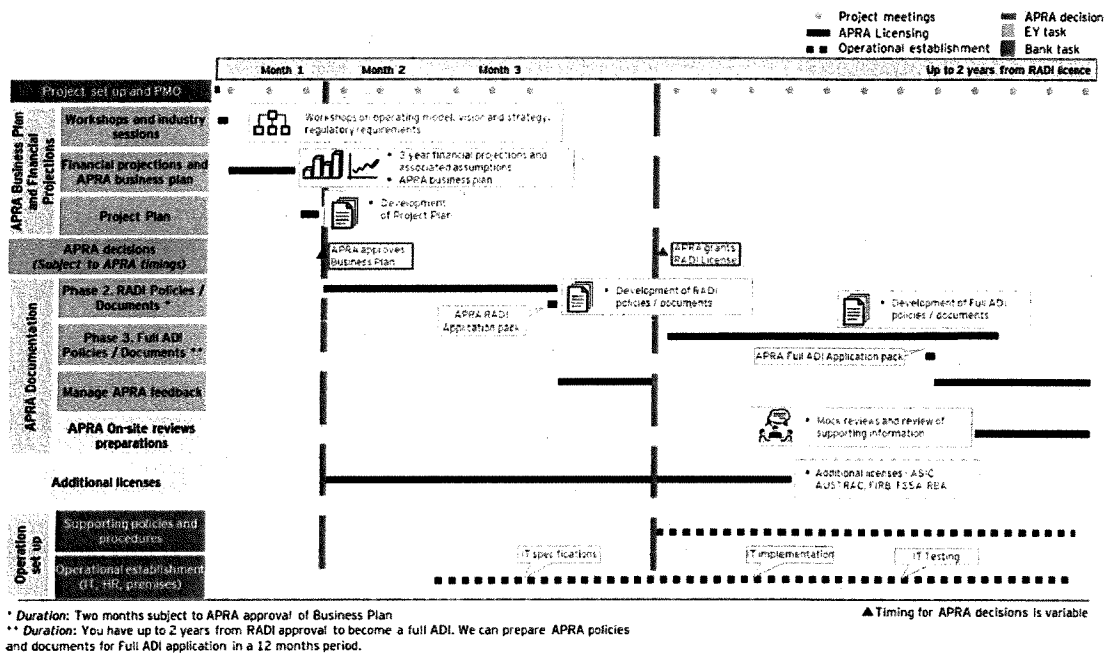 Project meetings
APRA Licensing
Operational establishment
APRA decision
EY task
Bank task
Month 1 Month 2 Month 3 Up to 2 years from RADI licence
Project set up and PMO
APRA Business Plan
and Financial
Projections
Workshops and industry
sessions
Workshops on operating model, vision and strategy,
regulatory requirements
Financial projections and
APRA business plan
• 3 year financial projections and
associated assumptions
• APRA business plan
Project Plan
• Development
of Project Plan
APRA decisions
(Subject to APRA timings)
APRA approves
Business Plan
APRA grants
RADI License
APRA Documentation
Phase 2. RADI Policies /
Documents *
• Development of RADI
policies / documents
APRA RADI
Application pack
• Development of Full ADI
policies / documents
Phase 3. Full ADI
Policies / Documents **
APRA Full ADI Application pack
Manage APRA feedback
APRA On-site reviews
preparations
• Mock reviews and review of
supporting information
Additional licenses
• Additional licenses - ASIC
AUSTRAC, FIRB, FSSA, RBA
Operation
set up
Supporting policies and
procedures
Operational establishment
(IT, HR, premises)
IT specifications
IT implementation
IT Testing
* Duration: Two months subject to APRA approval of Business Plan
▲Timing for APRA decisions is variable
** Duration: You have up to 2 years from RADI approval to become a full ADI. We can prepare APRA policies
and documents for Full ADI application in a 12 months period.